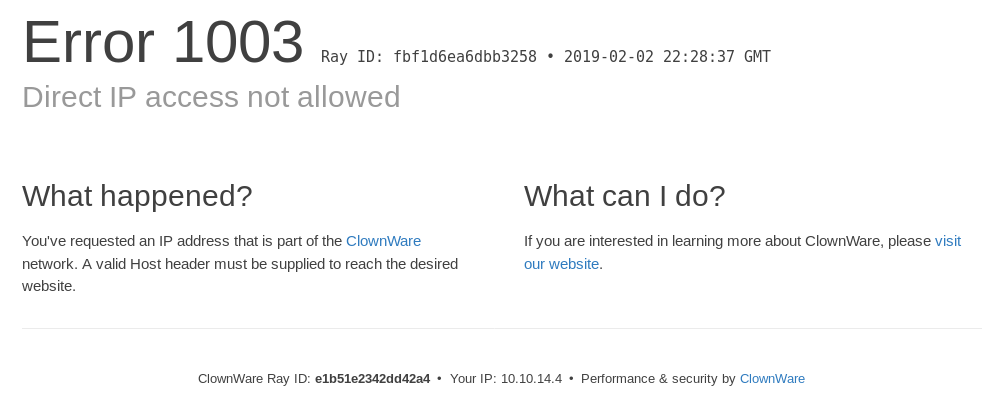 Error 1003 Ray ID: fbf1d6ea6dbb3258 • 2019-02-02 22:28:37 GMT
Direct IP access not allowed
What happened?
You've requested an IP address that is part of the ClownWare
network. A valid Host header must be supplied to reach the desired
website.
What can I do?
If you are interested in learning more about ClownWare, please visit
our website.
ClownWare Ray ID: e1b51e2342dd42a4 • Your IP: 10.10.14.4 • Performance & security by ClownWare